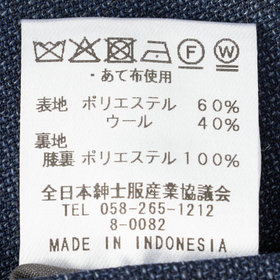 F W
・あて布使用
表地 ポリエステル 60%
ウール 40%
裏地
膝裏 ポリエステル 100%
全日本紳士服産業協議会
TEL 058-265-1212
8-0082
MADE IN INDONESIA